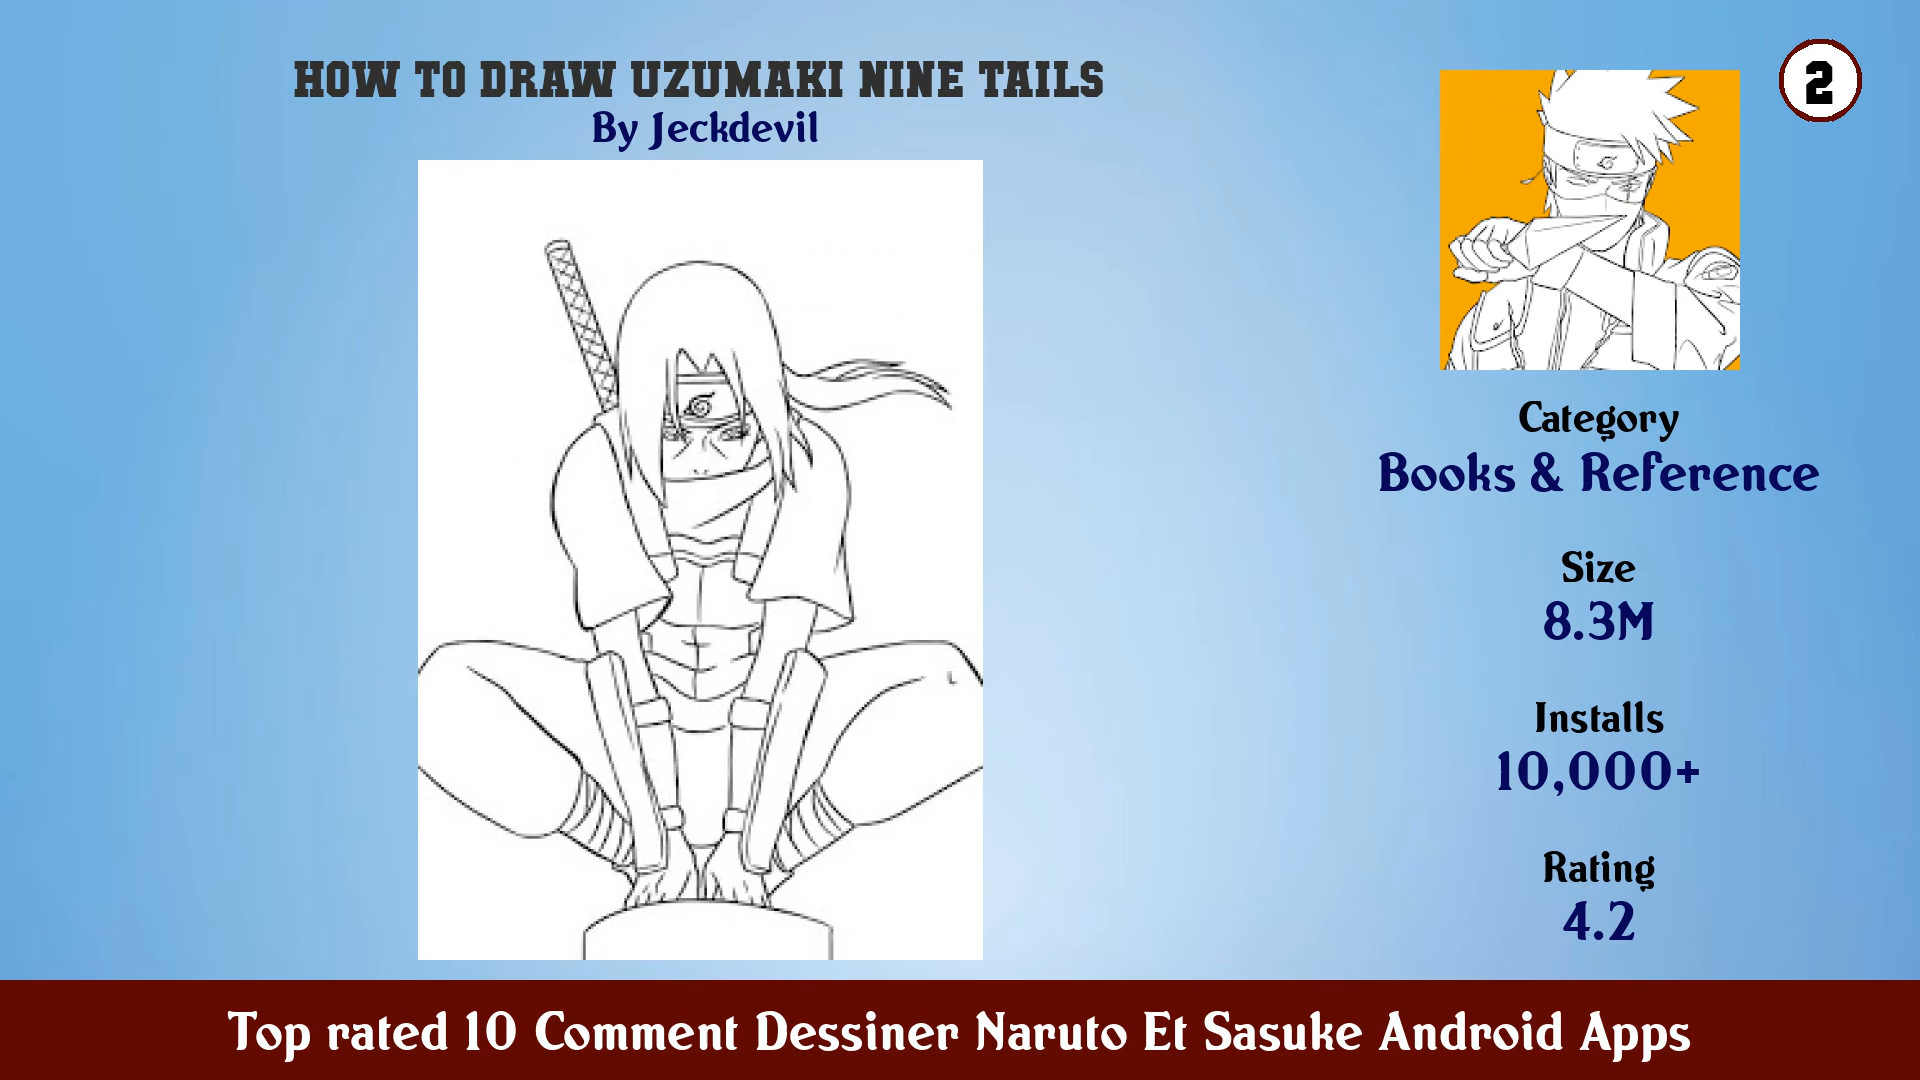 HOW TO DRAW UZUMAKI NINE TAILS
By Jeckdevil
2
Category
Books & Reference
Size
8.3M
Installs
10,000+
Rating
4.2
Top rated 10 Comment Dessiner Naruto Et Sasuke Android Apps